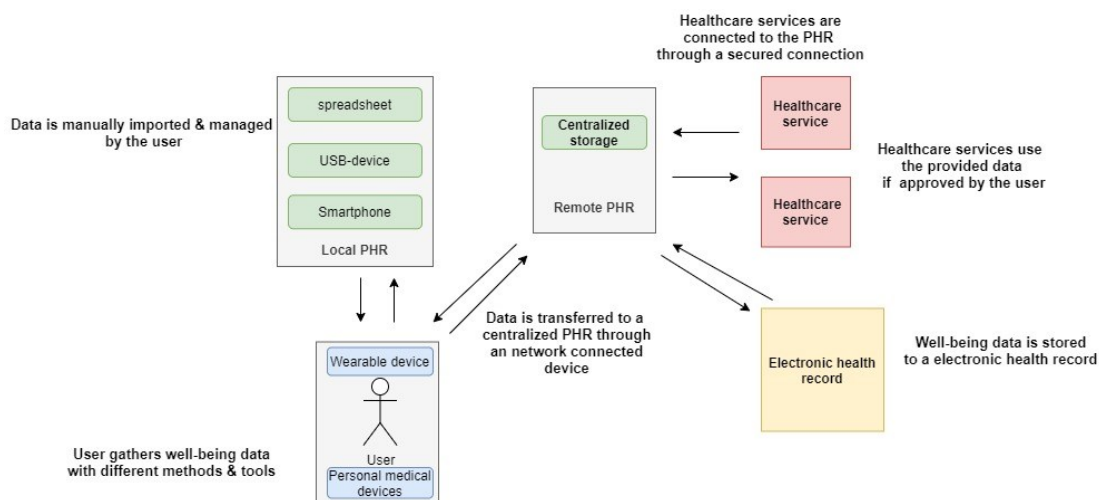 Healthcare services are
connected to the PHR
through a secured connection
spreadsheet
USB-device
Smartphone
Local PHR
Data is manually imported & managed
by the user
Centralized
storage
Remote PHR
Healthcare
service
Healthcare
service
Healthcare services use
the provided data
if approved by the user
Data is transferred to a
centralized PHR through
an network connected
device
Wearable device
User
Personal medical
devices
User gathers well-being data
with different methods & tools
Electronic health
record
Well-being data is stored
to a electronic health record